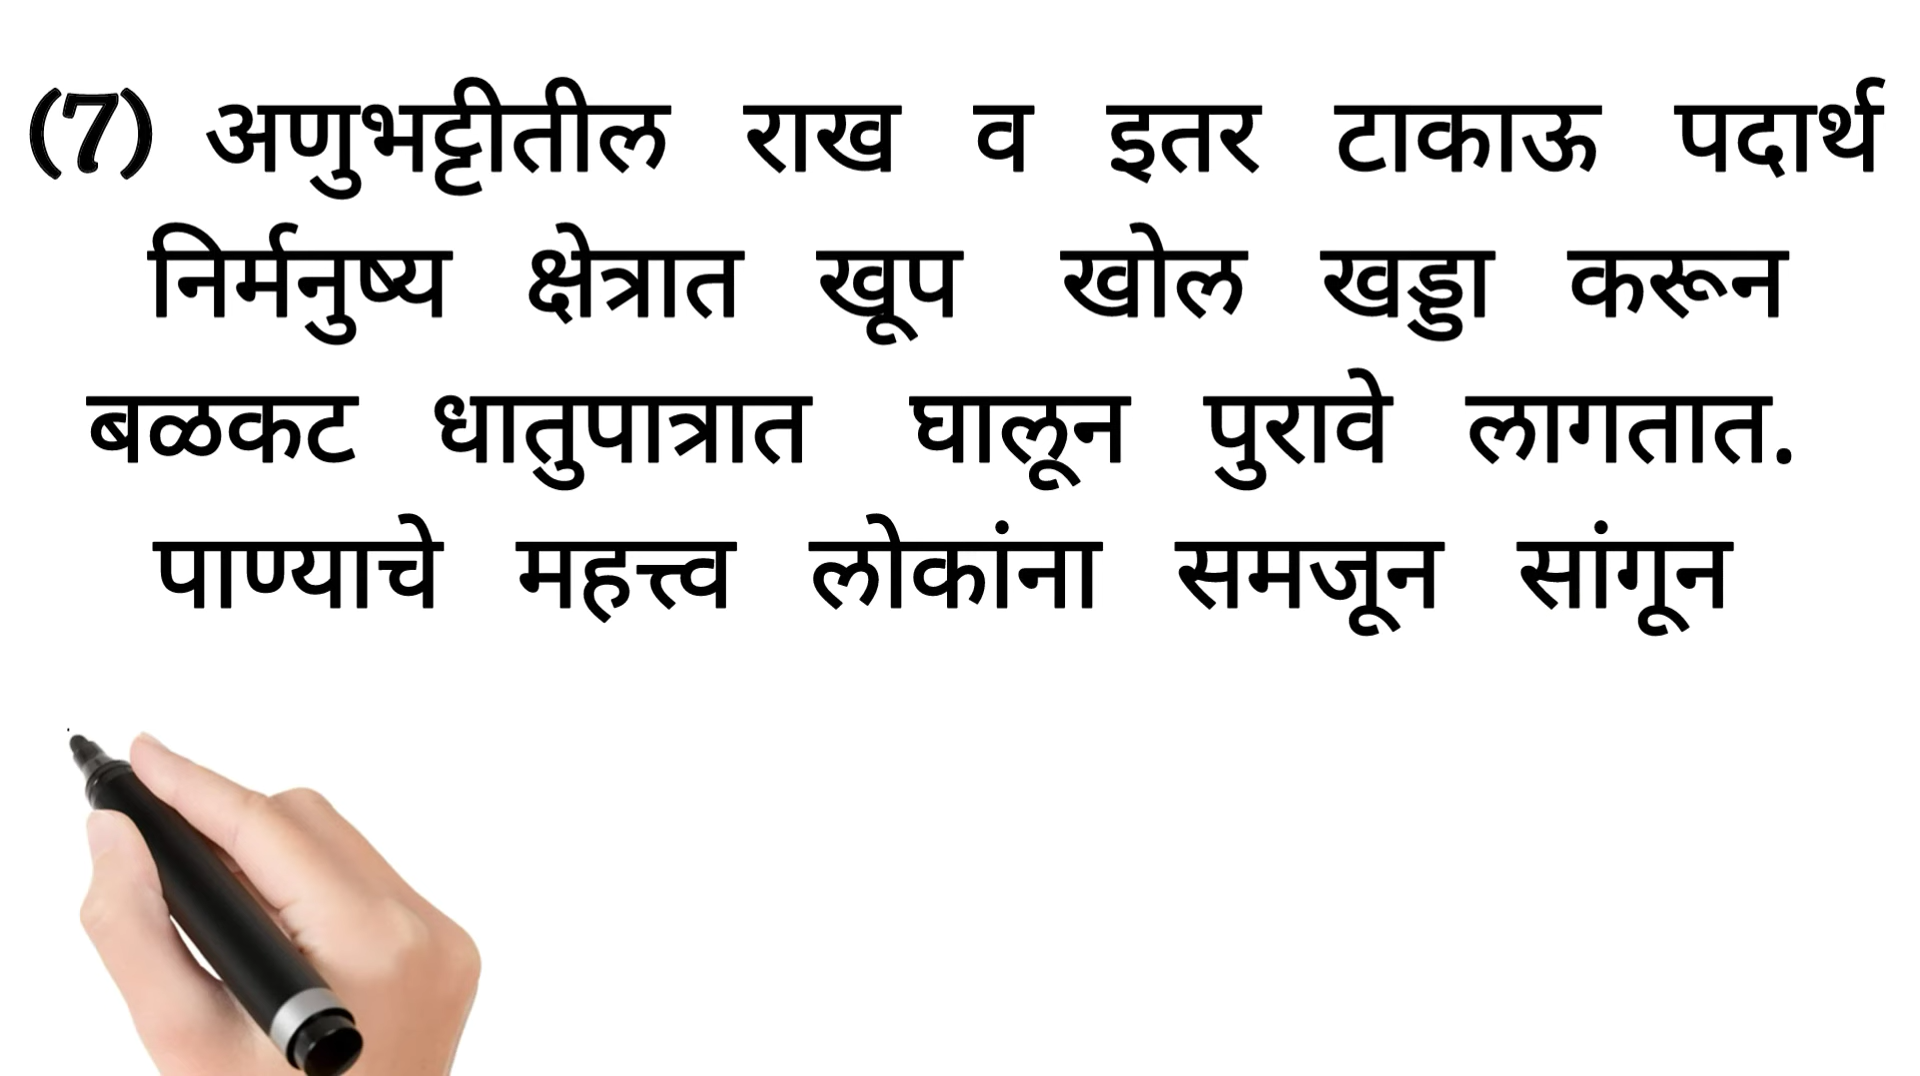 (7) अणुभट्टीतील राख व इतर टाकाऊ पदार्थ
निर्मनुष्य क्षेत्रात खूप खोल खड्डा करून
बळकट धातुपात्रात घालून पुरावे लागतात.
पाण्याचे महत्त्व लोकांना समजून सांगून